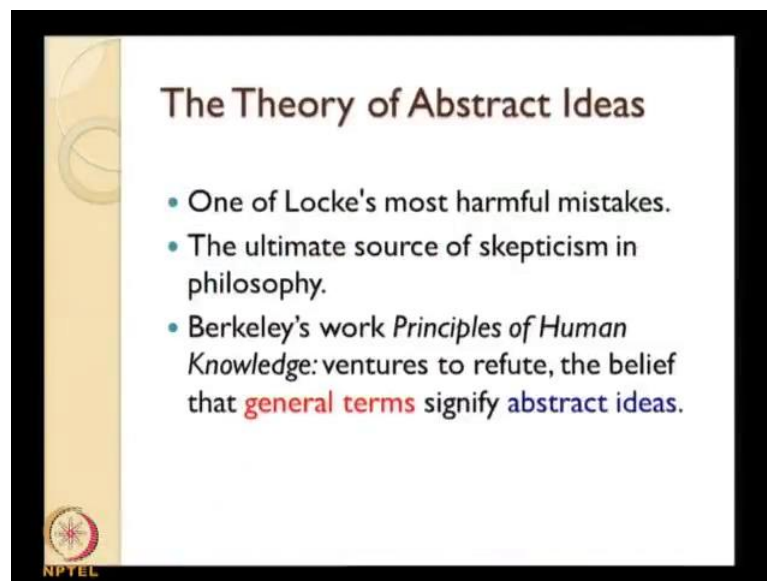 The Theory of Abstract Ideas
• One of Locke's most harmful mistakes.
• The ultimate source of skepticism in
philosophy.
• Berkeley's work Principles of Human
Knowledge: ventures to refute, the belief
that general terms signify abstract ideas.
NPTEL